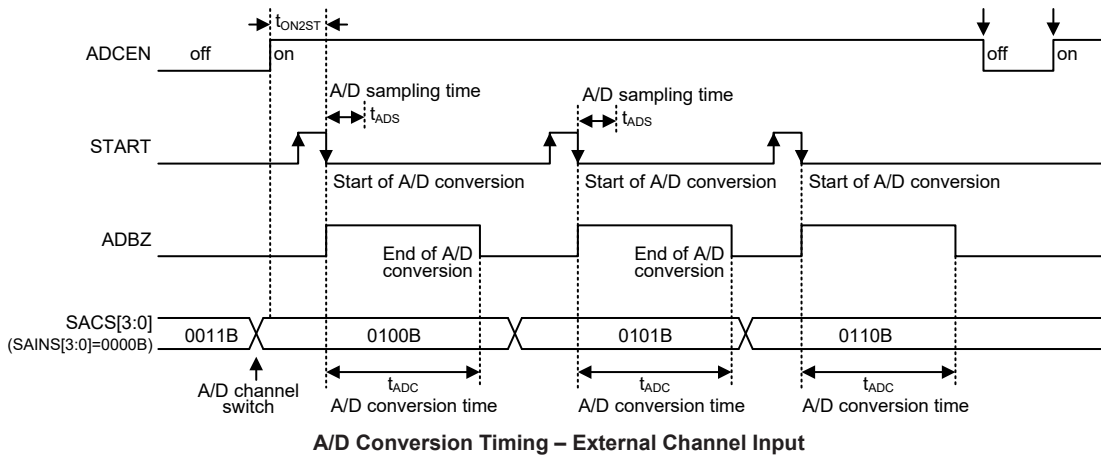 tON2ST
ADCEN
off
on
off
on
A/D sampling time
tADS
A/D sampling time
tADS
START
Start of A/D conversion
Start of A/D conversion
Start of A/D conversion
ADBZ
End of A/D
conversion
End of A/D
conversion
SACS[3:0]
(SAINS[3:0]=0000B)
0011B
0100B
0101B
0110B
A/D channel
switch
tADC
A/D conversion time
tADC
A/D conversion time
tADC
A/D conversion time
A/D Conversion Timing – External Channel Input